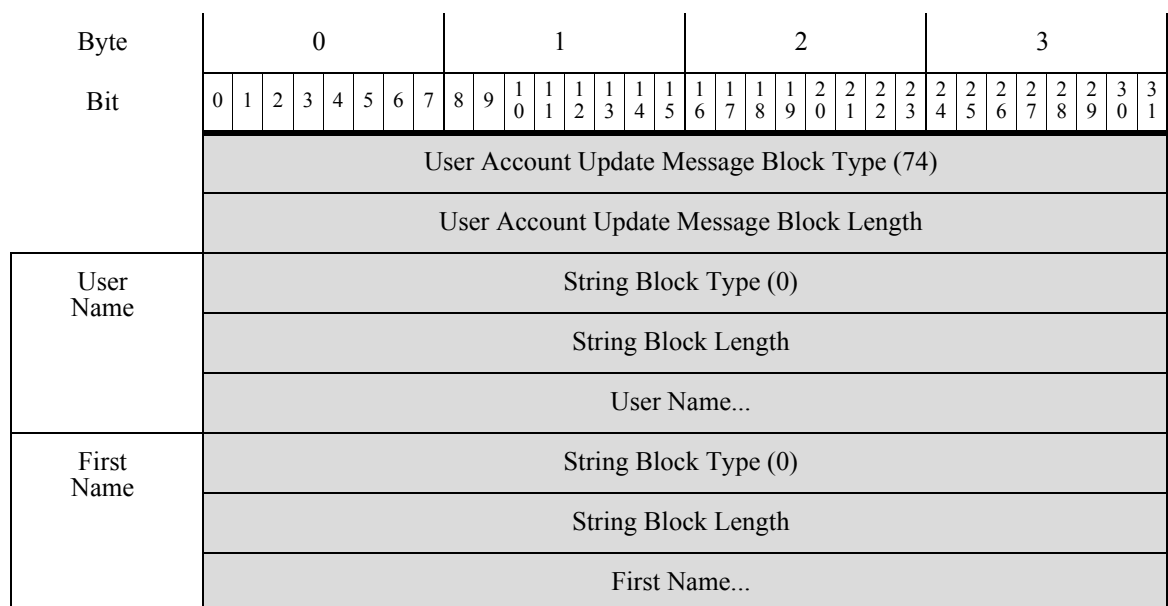 Byte 0 1 2 3
Bit 0 1 2 3 4 5 6 7 8 9 10 11 12 13 14 15 16 17 18 19 20 21 22 23 24 25 26 27 28 29 30 31
User Account Update Message Block Type (74)
User Account Update Message Block Length
User
Name
String Block Type (0)
String Block Length
User Name...
First
Name
String Block Type (0)
String Block Length
First Name...